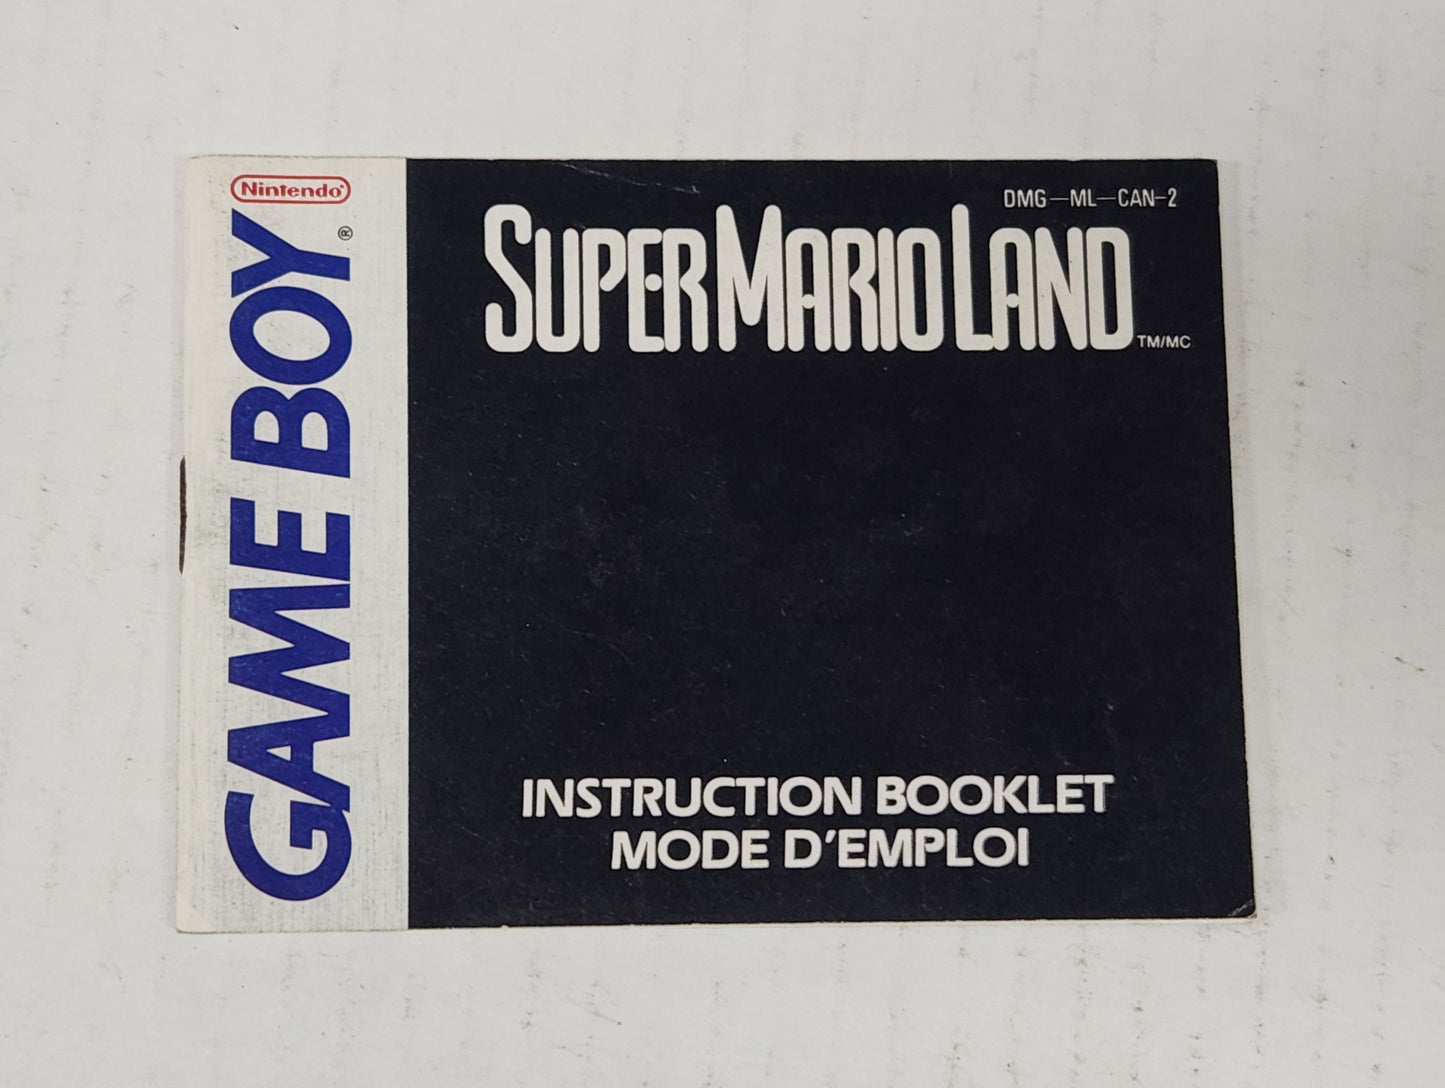 Nintendo®
GAME BOY®
DMG—ML—CAN-2
SUPER MARIO LAND TM/MC
INSTRUCTION BOOKLET
MODE D'EMPLOI